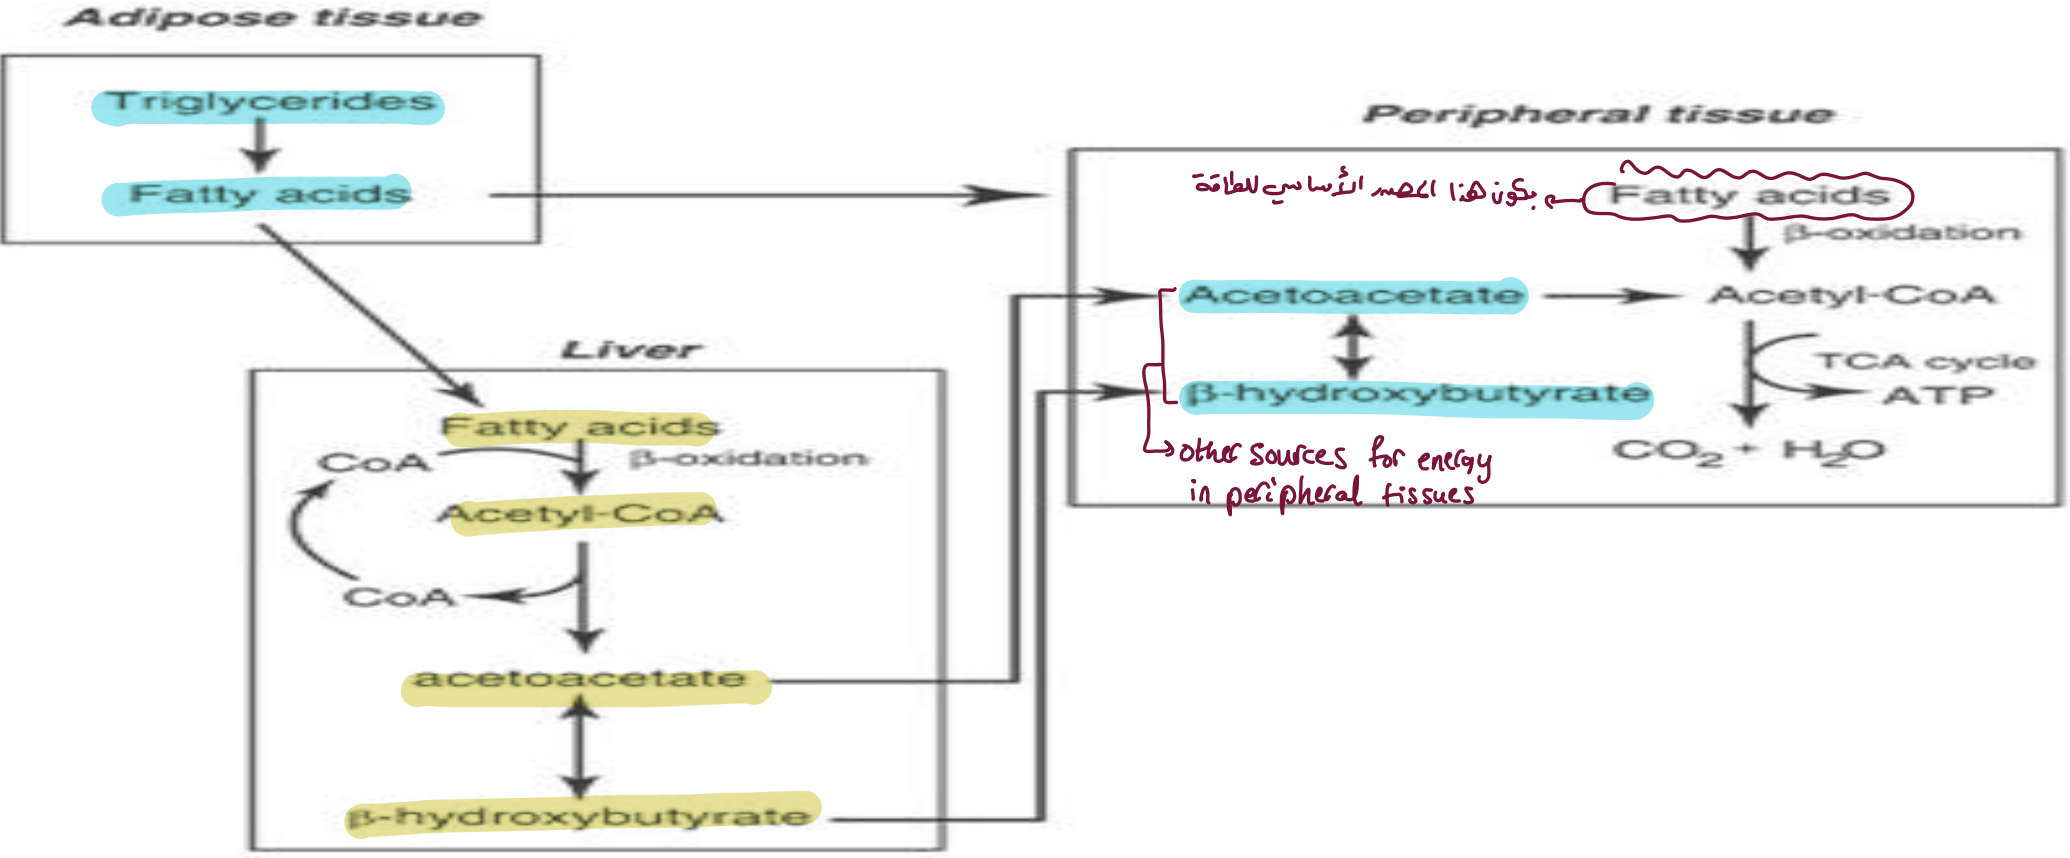 Adipose tissue
Triglycerides
Fatty acids
Liver
Fatty acids
CoA
β-oxidation
Acetyl-CoA
CoA
acetoacetate
β-hydroxybutyrate
Peripheral tissue
Fatty acids
بكون هذا المصدر الأساسي للطاقة
β-oxidation
Acetoacetate
Acetyl-CoA
TCA cycle
ATP
β-hydroxybutyrate
CO₂ + H₂O
other sources for energy
in peripheral tissues